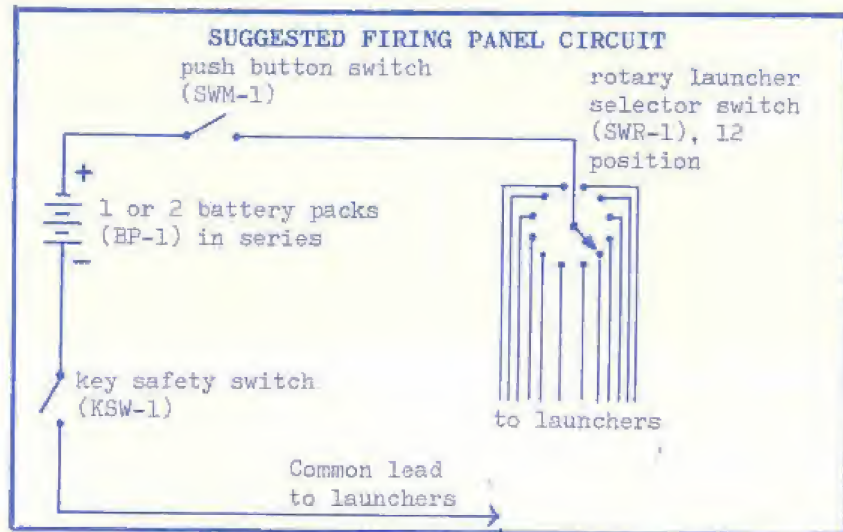 SUGGESTED FIRING PANEL CIRCUIT
push button switch
(SWM-1)
rotary launcher
selector switch
(SWR-1), 12
position
+
1 or 2 battery packs
(BP-1) in series
–
key safety switch
(KSW-1)
to launchers
Common lead
to launchers